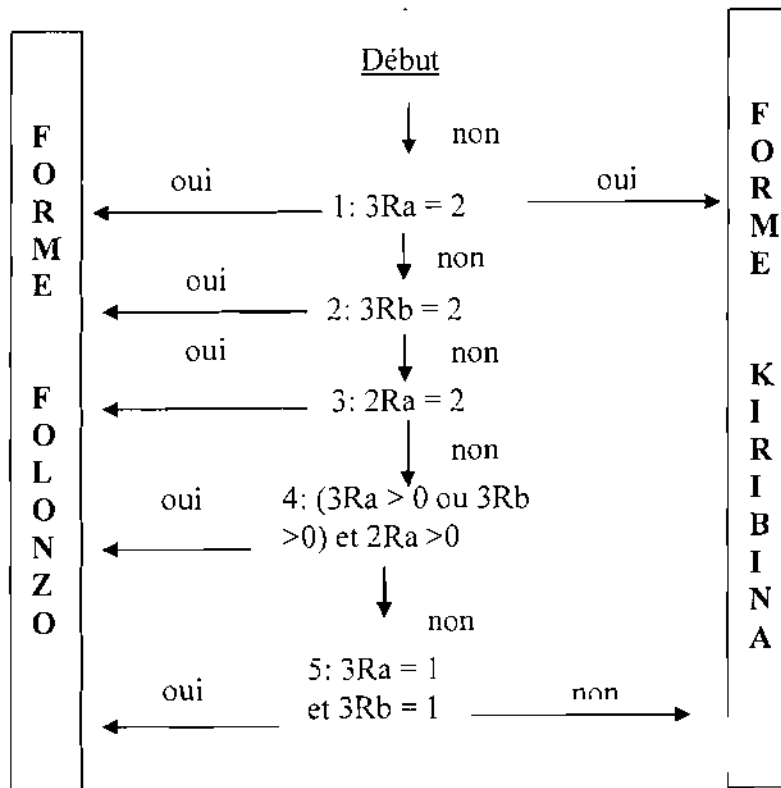 Début
non
oui
oui
1: 3Ra = 2
non
oui
2: 3Rb = 2
oui
non
3: 2Ra = 2
non
oui
4: (3Ra > 0 ou 3Rb
>0) et 2Ra >0
non
5: 3Ra = 1
oui
et 3Rb = 1
non
FORME FOLONZO
FORME KIRIBINA